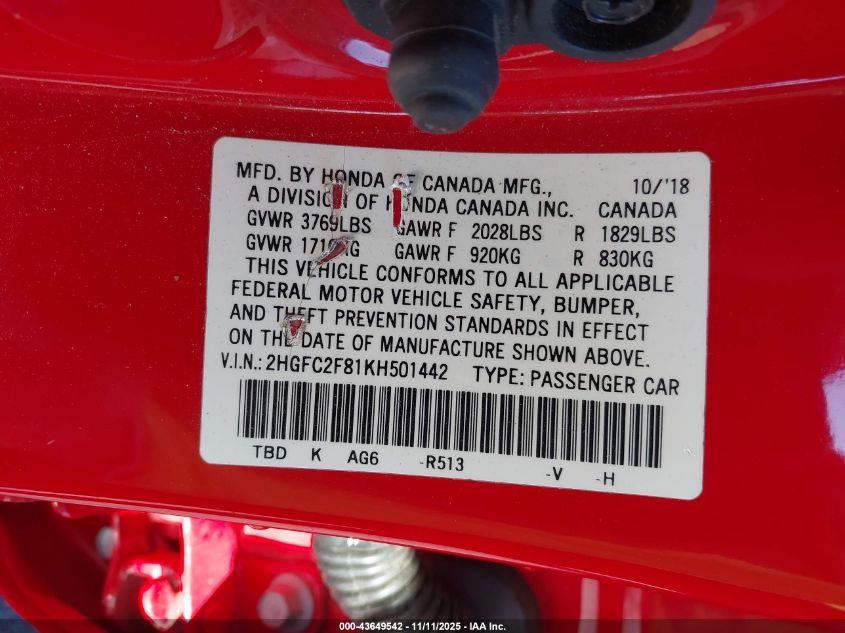 MFD. BY HONDA OF CANADA MFG., 10/'18
A DIVISION OF HONDA CANADA INC. CANADA
GVWR 3769LBS GAWR F 2028LBS R 1829LBS
GVWR GAWR F 920KG R 830KG
THIS VEHICLE CONFORMS TO ALL APPLICABLE
FEDERAL MOTOR VEHICLE SAFETY, BUMPER,
AND THEFT PREVENTION STANDARDS IN EFFECT
ON THE DATE OF MANUFACTURE SHOWN ABOVE.
V.I.N.: 2HGFC2F81KH501442 TYPE: PASSENGER CAR
TBD K AG6 -R513 -V -H
000-43649542 - 11/11/2025 - IAA Inc.